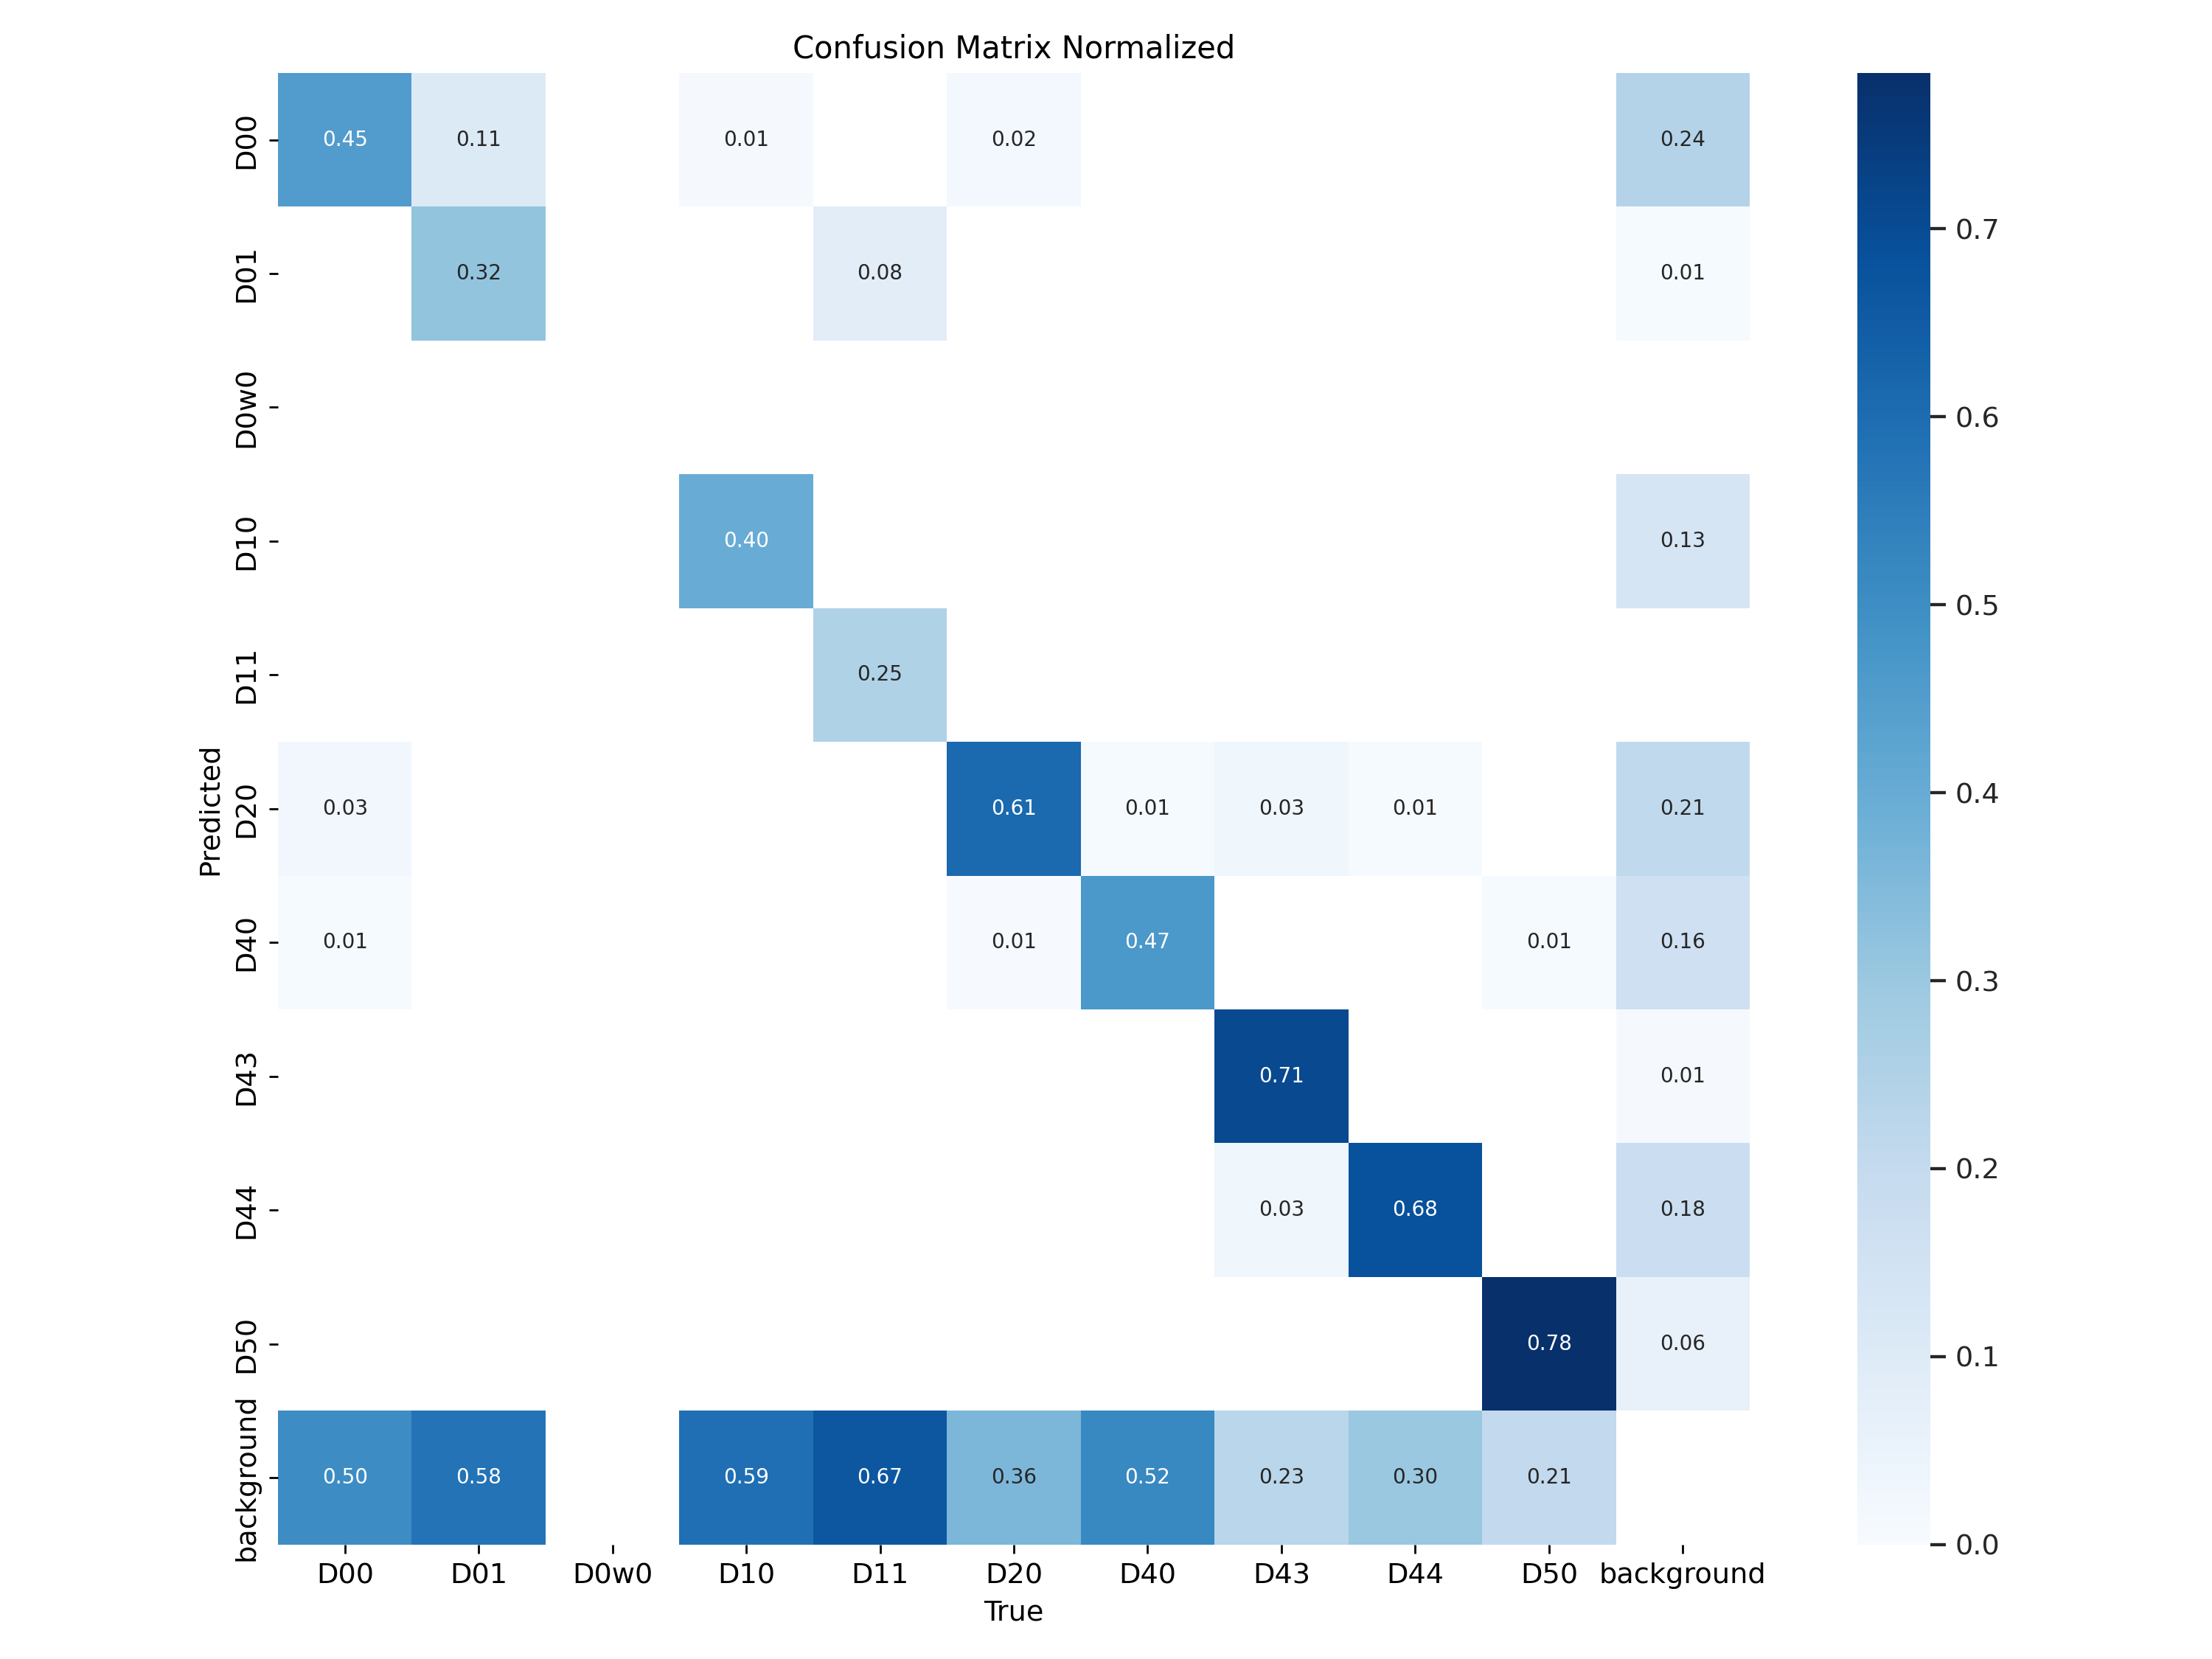 Confusion Matrix Normalized
D00 0.45 0.11 0.01 0.02 0.24
D01 0.32 0.08 0.01
D0w0
D10 0.40 0.13
D11 0.25
D20 0.03 0.61 0.01 0.03 0.01 0.21
D40 0.01 0.01 0.47 0.01 0.16
D43 0.71 0.01
D44 0.03 0.68 0.18
D50 0.78 0.06
background 0.50 0.58 0.59 0.67 0.36 0.52 0.23 0.30 0.21
Predicted
D00 D01 D0w0 D10 D11 D20 D40 D43 D44 D50 background
True
0.7
0.6
0.5
0.4
0.3
0.2
0.1
0.0